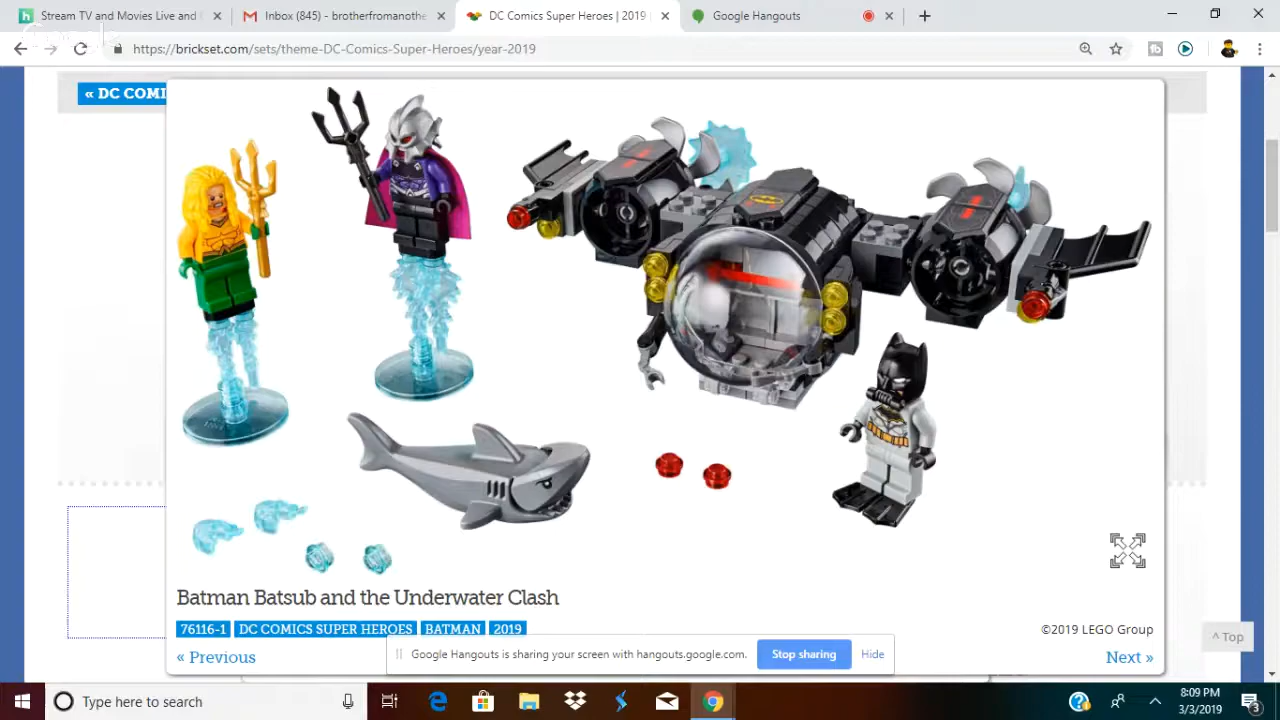 Stream TV and Movies Live and
Inbox (845) - brotherfromanothe
DC Comics Super Heroes | 2019
Google Hangouts
https://brickset.com/sets/theme-DC-Comics-Super-Heroes/year-2019
« DC COMI
Batman Batsub and the Underwater Clash
76116-1 DC COMICS SUPER HEROES BATMAN 2019
©2019 LEGO Group
^ Top
Google Hangouts is sharing your screen with hangouts.google.com.
Stop sharing
Hide
« Previous
Next »
Type here to search
8:09 PM
3/3/2019
3